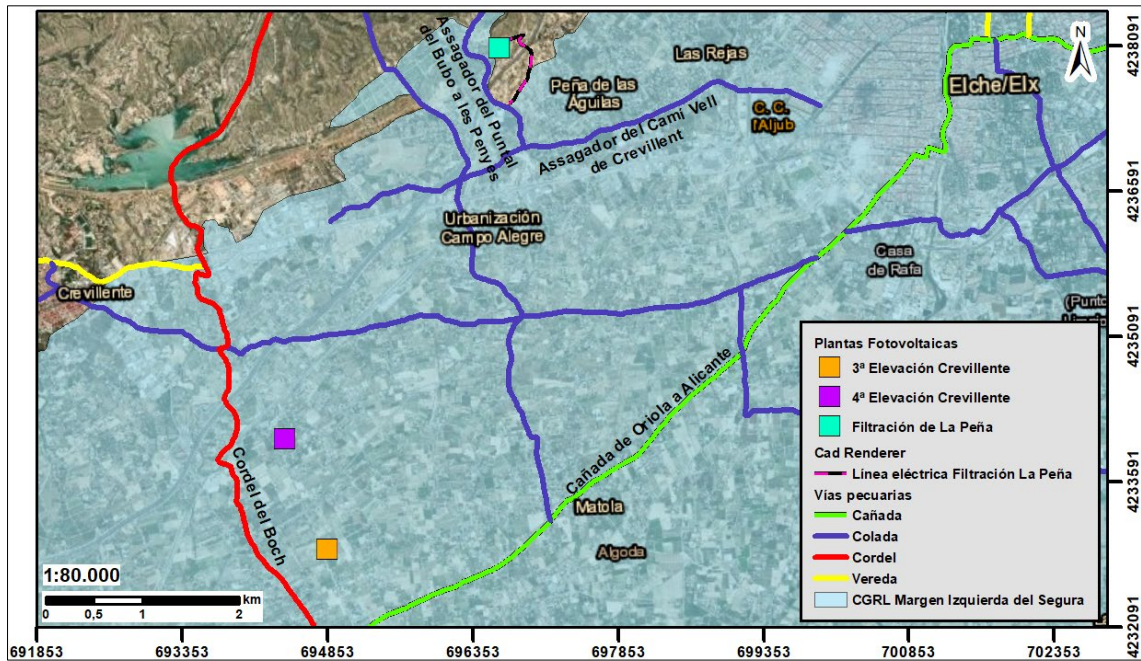 Assagador del Puntal
del Bubo a les Penyes
Las Rejas
Peña de las
Águilas
C. C.
l'Aljub
Elche/Elx
N
Assagador del Camí Vell
de Crevillent
Urbanización
Campo Alegre
Casa
de Rafa
Crevillente
(Punto
Cañada de Oriola a Alicante
Cordel del Boch
Matola
Algoda
Plantas Fotovoltaicas
3ª Elevación Crevillente
4ª Elevación Crevillente
Filtración de La Peña
Cad Renderer
Línea eléctrica Filtración La Peña
Vías pecuarias
Cañada
Colada
Cordel
Vereda
CGRL Margen Izquierda del Segura
1:80.000
km
0 0,5 1 2
4238091
4236591
4235091
4233591
4232091
691853 693353 694853 696353 697853 699353 700853 702353